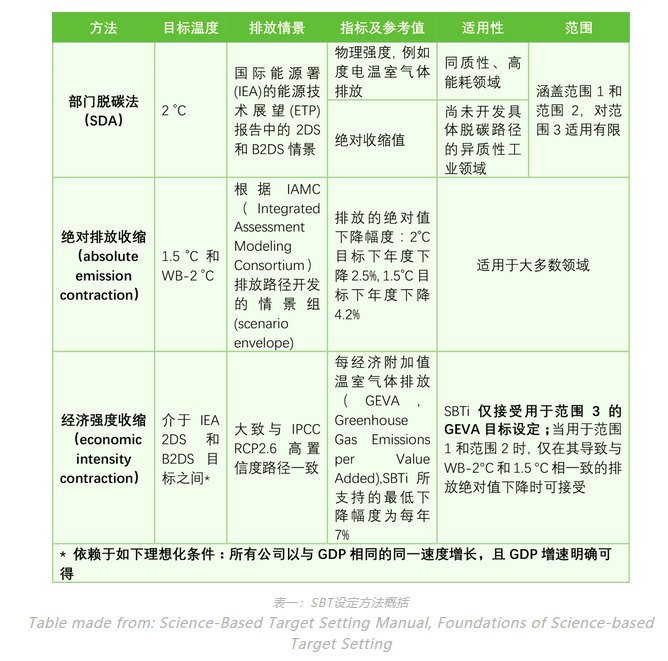 方法 目标温度 排放情景 指标及参考值 适用性 范围
部门脱碳法
（SDA）
2 °C
国际能源署
(IEA)的能源技
术展望(ETP)
报告中的 2DS
和 B2DS 情景
物理强度, 例如
度电温室气体
排放
同质性、高
能耗领域
绝对收缩值
尚未开发具
体脱碳路径
的异质性工
业领域
涵盖范围 1 和
范围 2，对范
围 3 适用有限
绝对排放收缩
（absolute
emission
contraction）
1.5 °C 和
WB-2 °C
根据 IAMC
（ Integrated
Assessment
Modeling
Consortium）
排放路径开发
的情景组
(scenario
envelope)
排放的绝对值
下降幅度：2°C
目标下年度下
降2.5%, 1.5°C目
标下年度下降
4.2%
适用于大多数领域
经济强度收缩
（economic
intensity
contraction）
介于 IEA
2DS 和
B2DS 目
标之间*
大致与 IPCC
RCP2.6 高置
信度路径一致
每经济附加值
温室气体排放
（ GEVA ,
Greenhouse
Gas Emissions
per Value
Added),SBTi 所
支持的最低下
降幅度为每年
7%
SBTi 仅接受用于范围 3 的
GEVA 目标设定；当用于范围
1 和范围 2 时, 仅在其导致与
WB-2°C 和 1.5 °C 相一致的排
放绝对值下降时可接受
* 依赖于如下理想化条件：所有公司以与 GDP 相同的同一速度增长，且 GDP 增速明确可
得
表一：SBT设定方法概括
Table made from: Science-Based Target Setting Manual, Foundations of Science-based
Target Setting